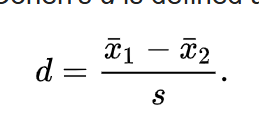 d = (x̄₁ − x̄₂) / s.